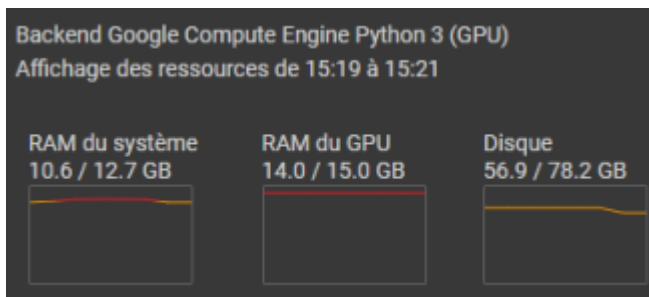 Backend Google Compute Engine Python 3 (GPU)
Affichage des ressources de 15:19 à 15:21
RAM du système
10.6 / 12.7 GB
RAM du GPU
14.0 / 15.0 GB
Disque
56.9 / 78.2 GB